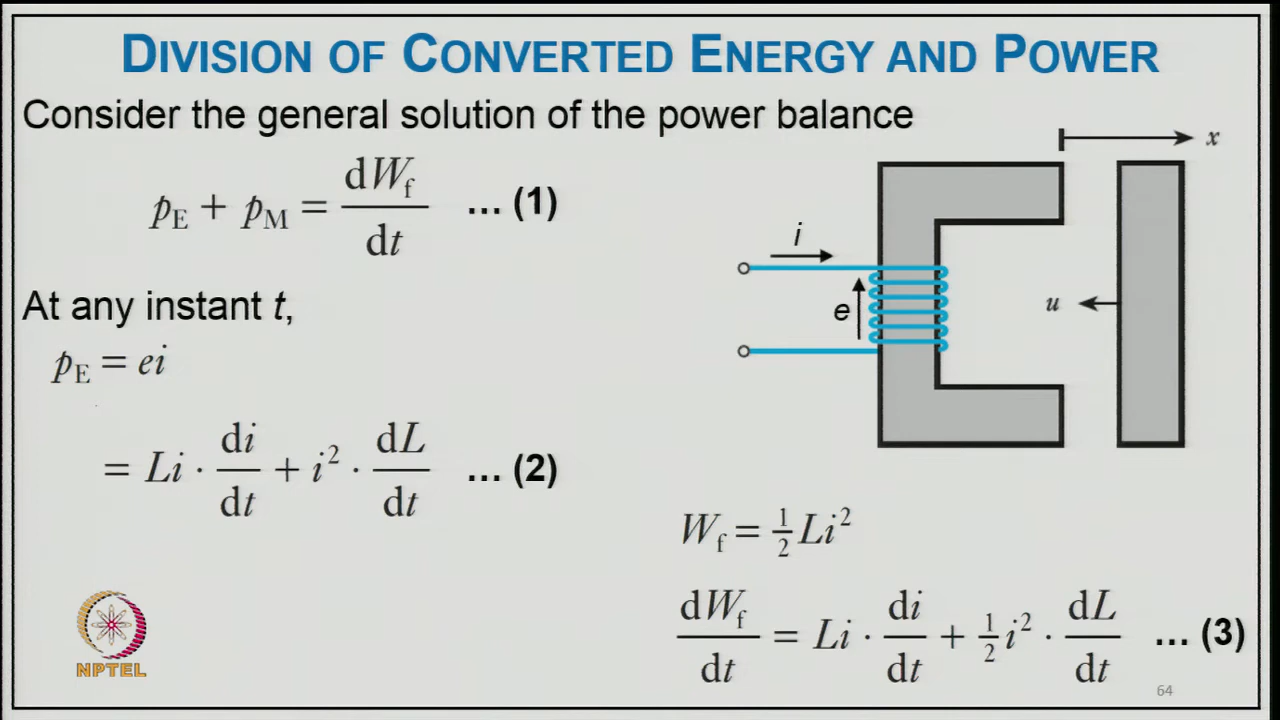 DIVISION OF CONVERTED ENERGY AND POWER
Consider the general solution of the power balance
p_E + p_M = dW_f/dt ... (1)
At any instant t,
p_E = ei
= Li · di/dt + i² · dL/dt ... (2)
x
i
e
u
W_f = ½Li²
dW_f/dt = Li · di/dt + ½i² · dL/dt ... (3)
NPTEL
64